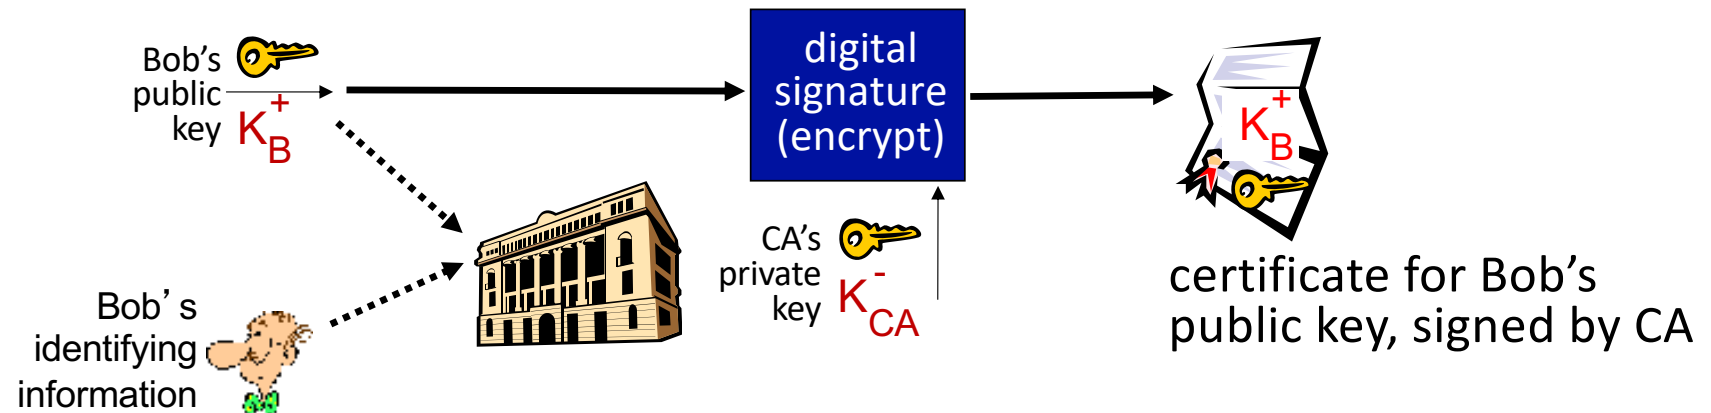 Bob’s
public
key
K
+
B
digital
signature
(encrypt)
K
+
B
CA’s
private
key
K
-
CA
certificate for Bob’s
public key, signed by CA
Bob’ s
identifying
information